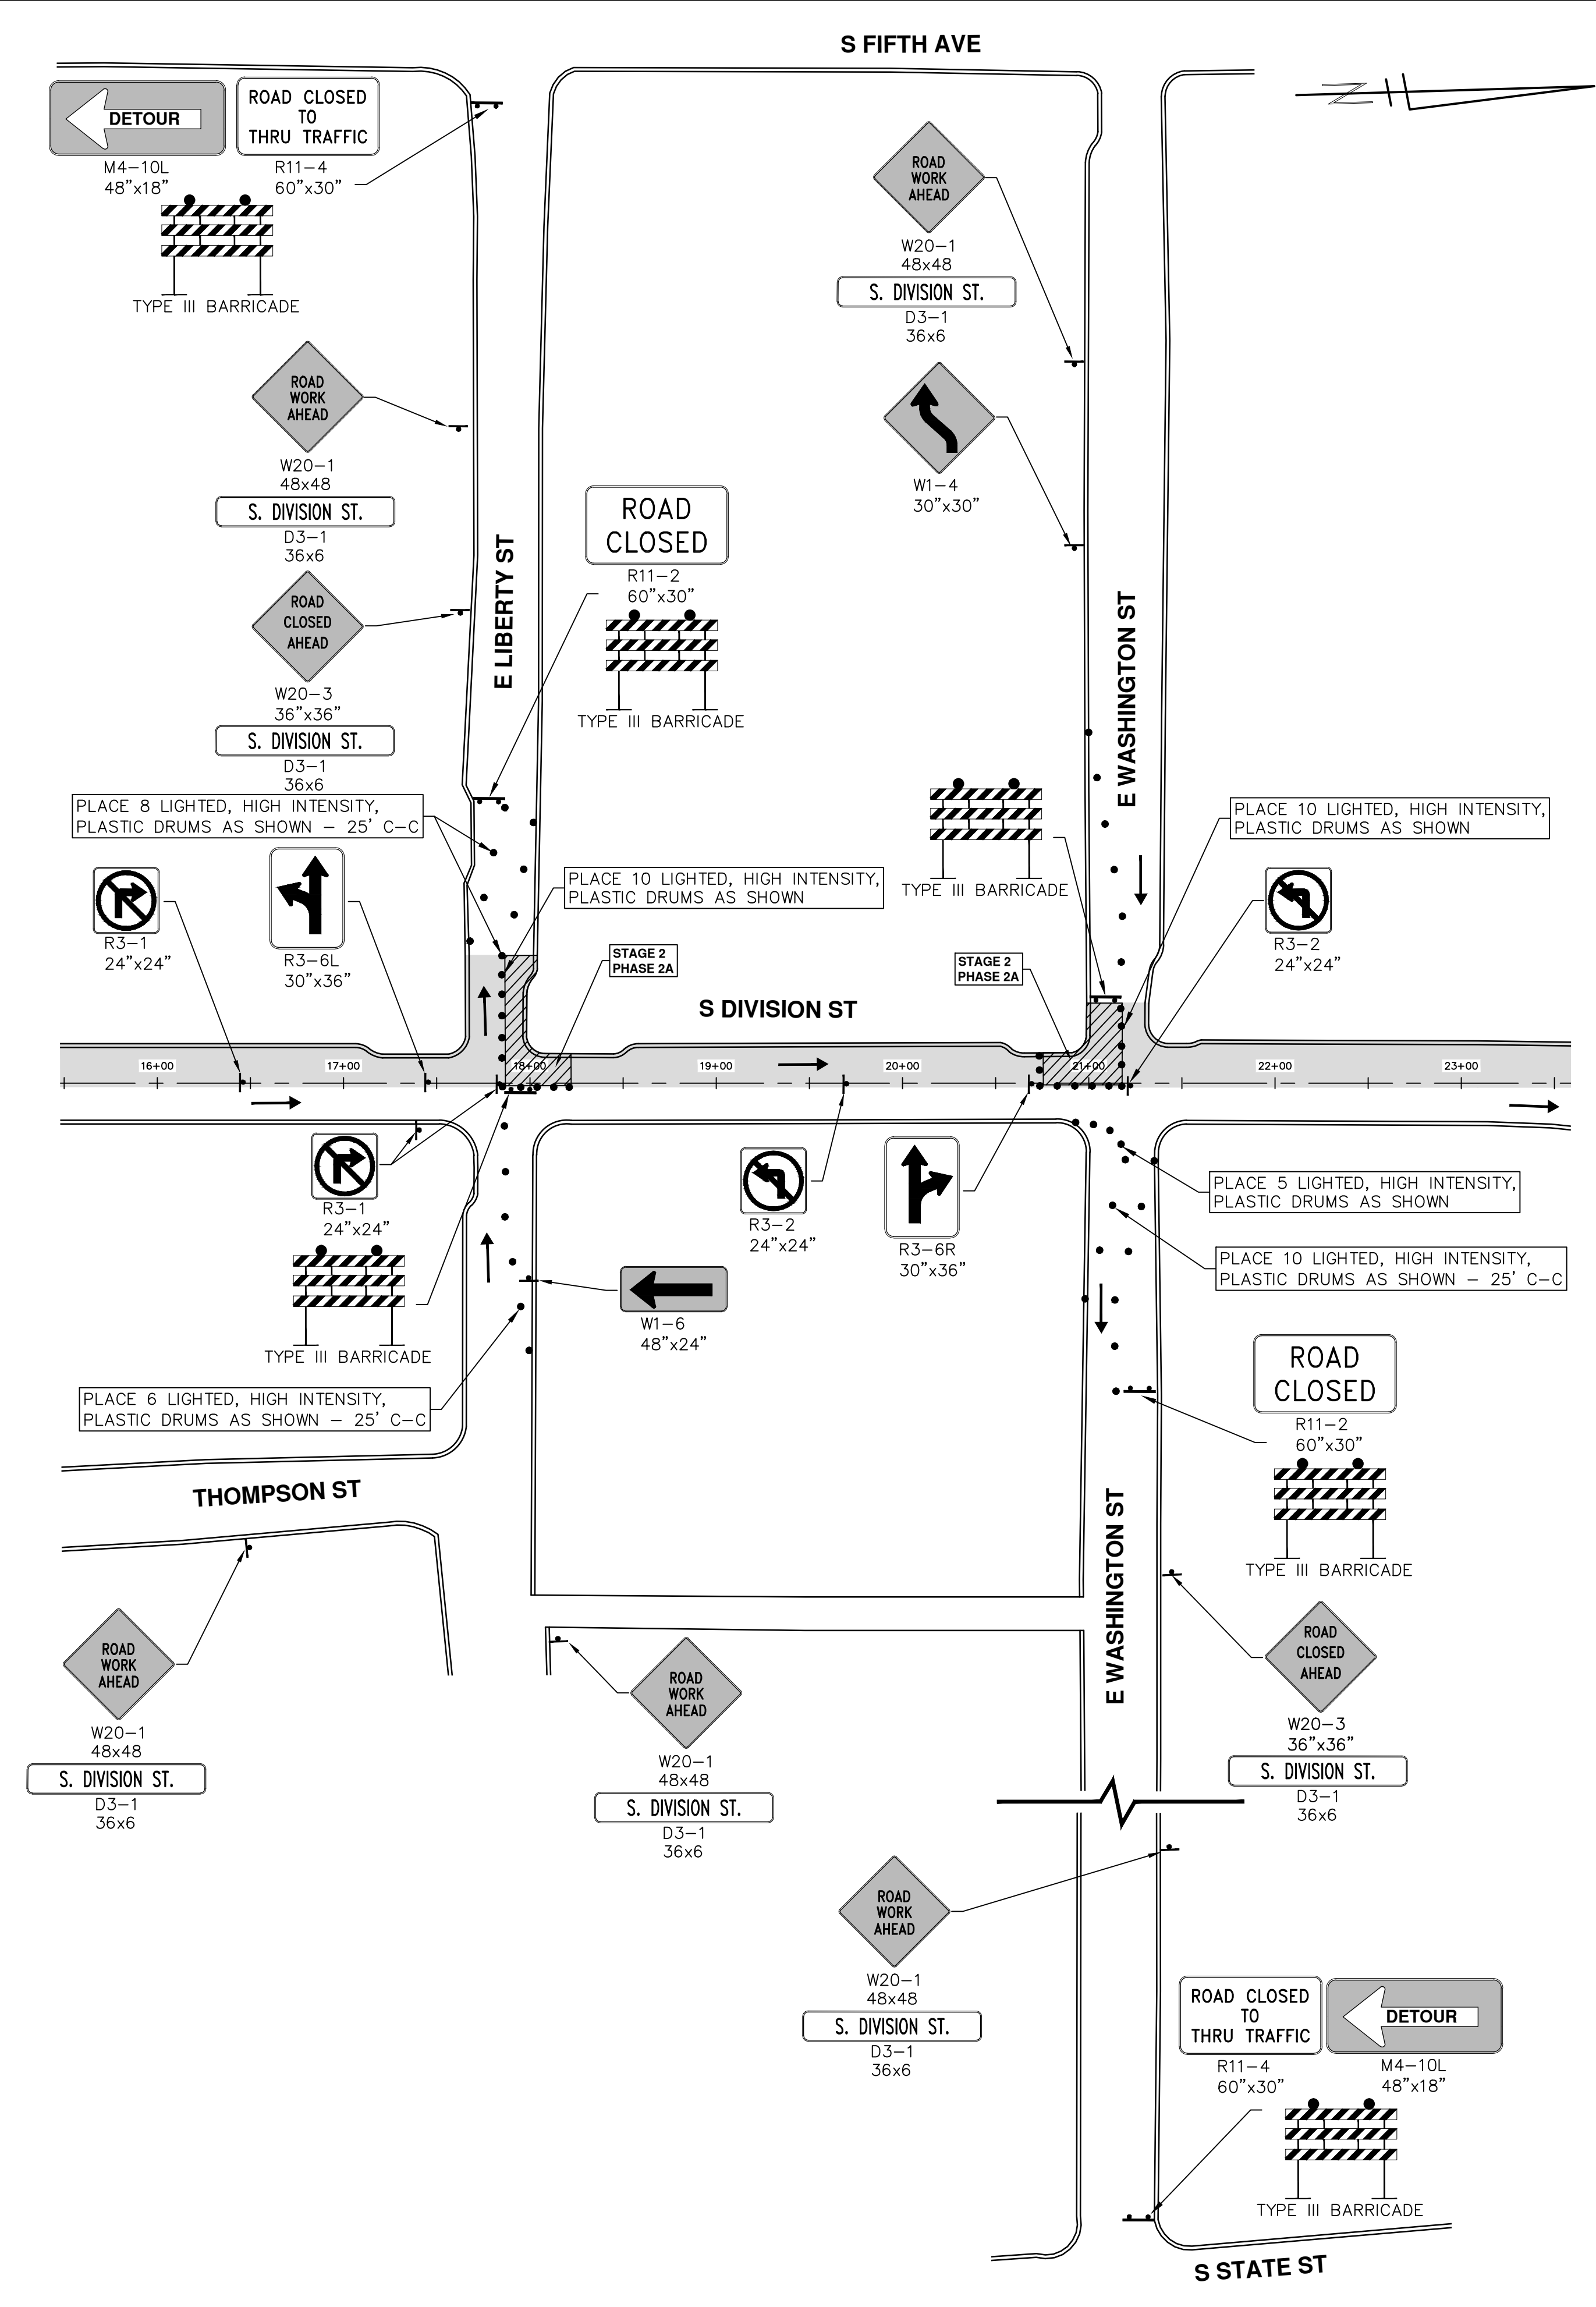 S FIFTH AVE
DETOUR
M4-10L
48"x18"
ROAD CLOSED
TO
THRU TRAFFIC
R11-4
60"x30"
TYPE III BARRICADE
N
ROAD
WORK
AHEAD
W20-1
48x48
S. DIVISION ST.
D3-1
36x6
W1-4
30"x30"
ROAD
WORK
AHEAD
W20-1
48x48
S. DIVISION ST.
D3-1
36x6
ROAD
CLOSED
AHEAD
W20-3
36"x36"
S. DIVISION ST.
D3-1
36x6
E LIBERTY ST
ROAD
CLOSED
R11-2
60"x30"
TYPE III BARRICADE
E WASHINGTON ST
PLACE 8 LIGHTED, HIGH INTENSITY,
PLASTIC DRUMS AS SHOWN - 25' C-C
R3-1
24"x24"
R3-6L
30"x36"
PLACE 10 LIGHTED, HIGH INTENSITY,
PLASTIC DRUMS AS SHOWN
TYPE III BARRICADE
PLACE 10 LIGHTED, HIGH INTENSITY,
PLASTIC DRUMS AS SHOWN
R3-2
24"x24"
STAGE 2
PHASE 2A
STAGE 2
PHASE 2A
S DIVISION ST
16+00
17+00
18+00
19+00
20+00
21+00
22+00
23+00
R3-1
24"x24"
TYPE III BARRICADE
W1-6
48"x24"
R3-2
24"x24"
R3-6R
30"x36"
PLACE 5 LIGHTED, HIGH INTENSITY,
PLASTIC DRUMS AS SHOWN
PLACE 10 LIGHTED, HIGH INTENSITY,
PLASTIC DRUMS AS SHOWN - 25' C-C
PLACE 6 LIGHTED, HIGH INTENSITY,
PLASTIC DRUMS AS SHOWN - 25' C-C
ROAD
CLOSED
R11-2
60"x30"
TYPE III BARRICADE
THOMPSON ST
E WASHINGTON ST
ROAD
WORK
AHEAD
W20-1
48x48
S. DIVISION ST.
D3-1
36x6
ROAD
WORK
AHEAD
W20-1
48x48
S. DIVISION ST.
D3-1
36x6
ROAD
CLOSED
AHEAD
W20-3
36"x36"
S. DIVISION ST.
D3-1
36x6
ROAD
WORK
AHEAD
W20-1
48x48
S. DIVISION ST.
D3-1
36x6
ROAD CLOSED
TO
THRU TRAFFIC
R11-4
60"x30"
DETOUR
M4-10L
48"x18"
TYPE III BARRICADE
S STATE ST